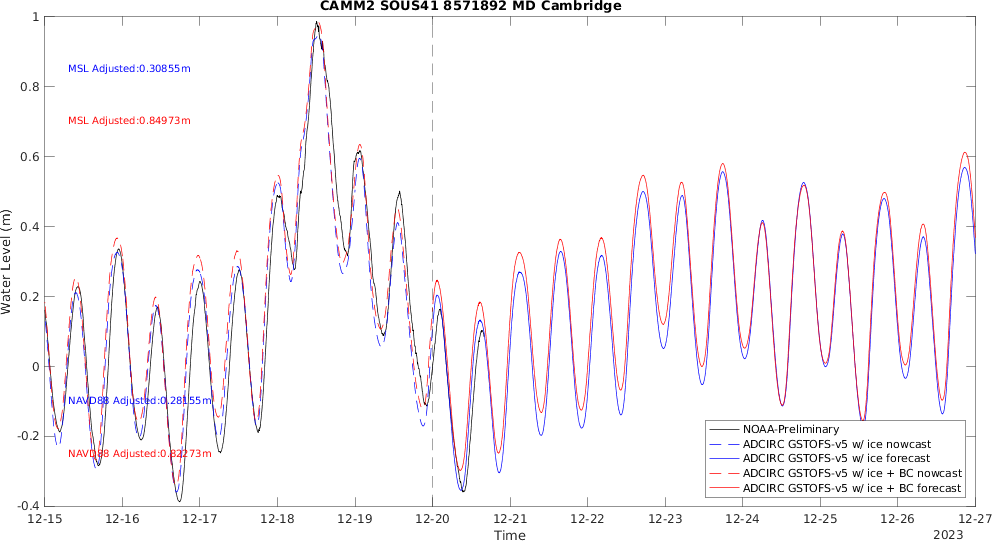 CAMM2 SOUS41 8571892 MD Cambridge
Water Level (m)
1
0.8
0.6
0.4
0.2
0
-0.2
-0.4
MSL Adjusted:0.30855m
MSL Adjusted:0.84973m
NAVD88 Adjusted:0.28155m
NAVD88 Adjusted:0.82273m
NOAA-Preliminary
ADCIRC GSTOFS-v5 w/ ice nowcast
ADCIRC GSTOFS-v5 w/ ice forecast
ADCIRC GSTOFS-v5 w/ ice + BC nowcast
ADCIRC GSTOFS-v5 w/ ice + BC forecast
12-15 12-16 12-17 12-18 12-19 12-20 12-21 12-22 12-23 12-24 12-25 12-26 12-27
Time
2023